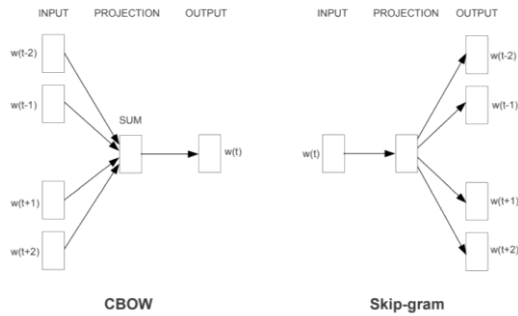 INPUT PROJECTION OUTPUT
w(t-2)
w(t-1)
SUM
w(t)
w(t+1)
w(t+2)
CBOW
INPUT PROJECTION OUTPUT
w(t-2)
w(t-1)
w(t)
w(t+1)
w(t+2)
Skip-gram